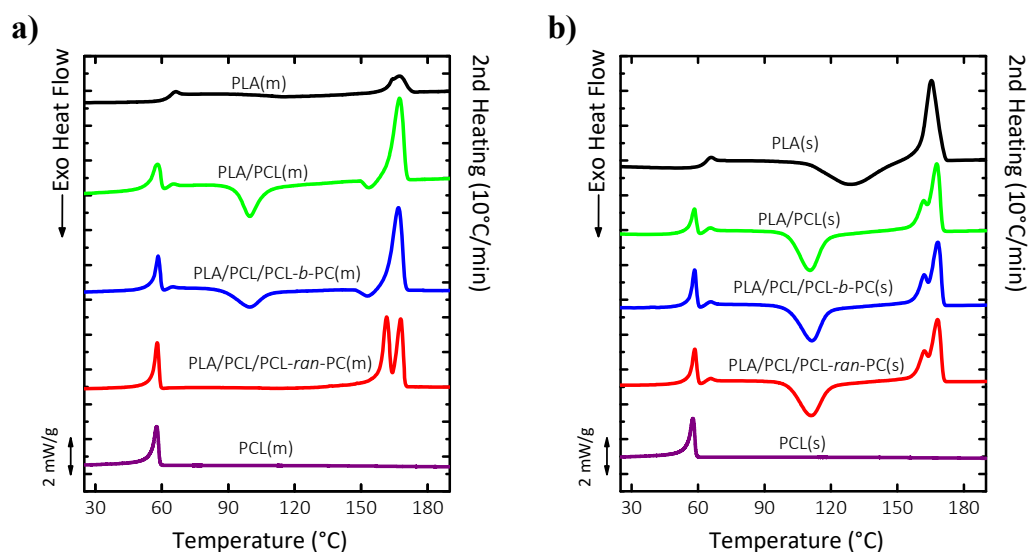 a)
Exo Heat Flow
2nd Heating (10°C/min)
PLA(m)
PLA/PCL(m)
PLA/PCL/PCL-b-PC(m)
PLA/PCL/PCL-ran-PC(m)
PCL(m)
2 mW/g
30 60 90 120 150 180
Temperature (°C)
b)
Exo Heat Flow
2nd Heating (10°C/min)
PLA(s)
PLA/PCL(s)
PLA/PCL/PCL-b-PC(s)
PLA/PCL/PCL-ran-PC(s)
PCL(s)
2 mW/g
30 60 90 120 150 180
Temperature (°C)